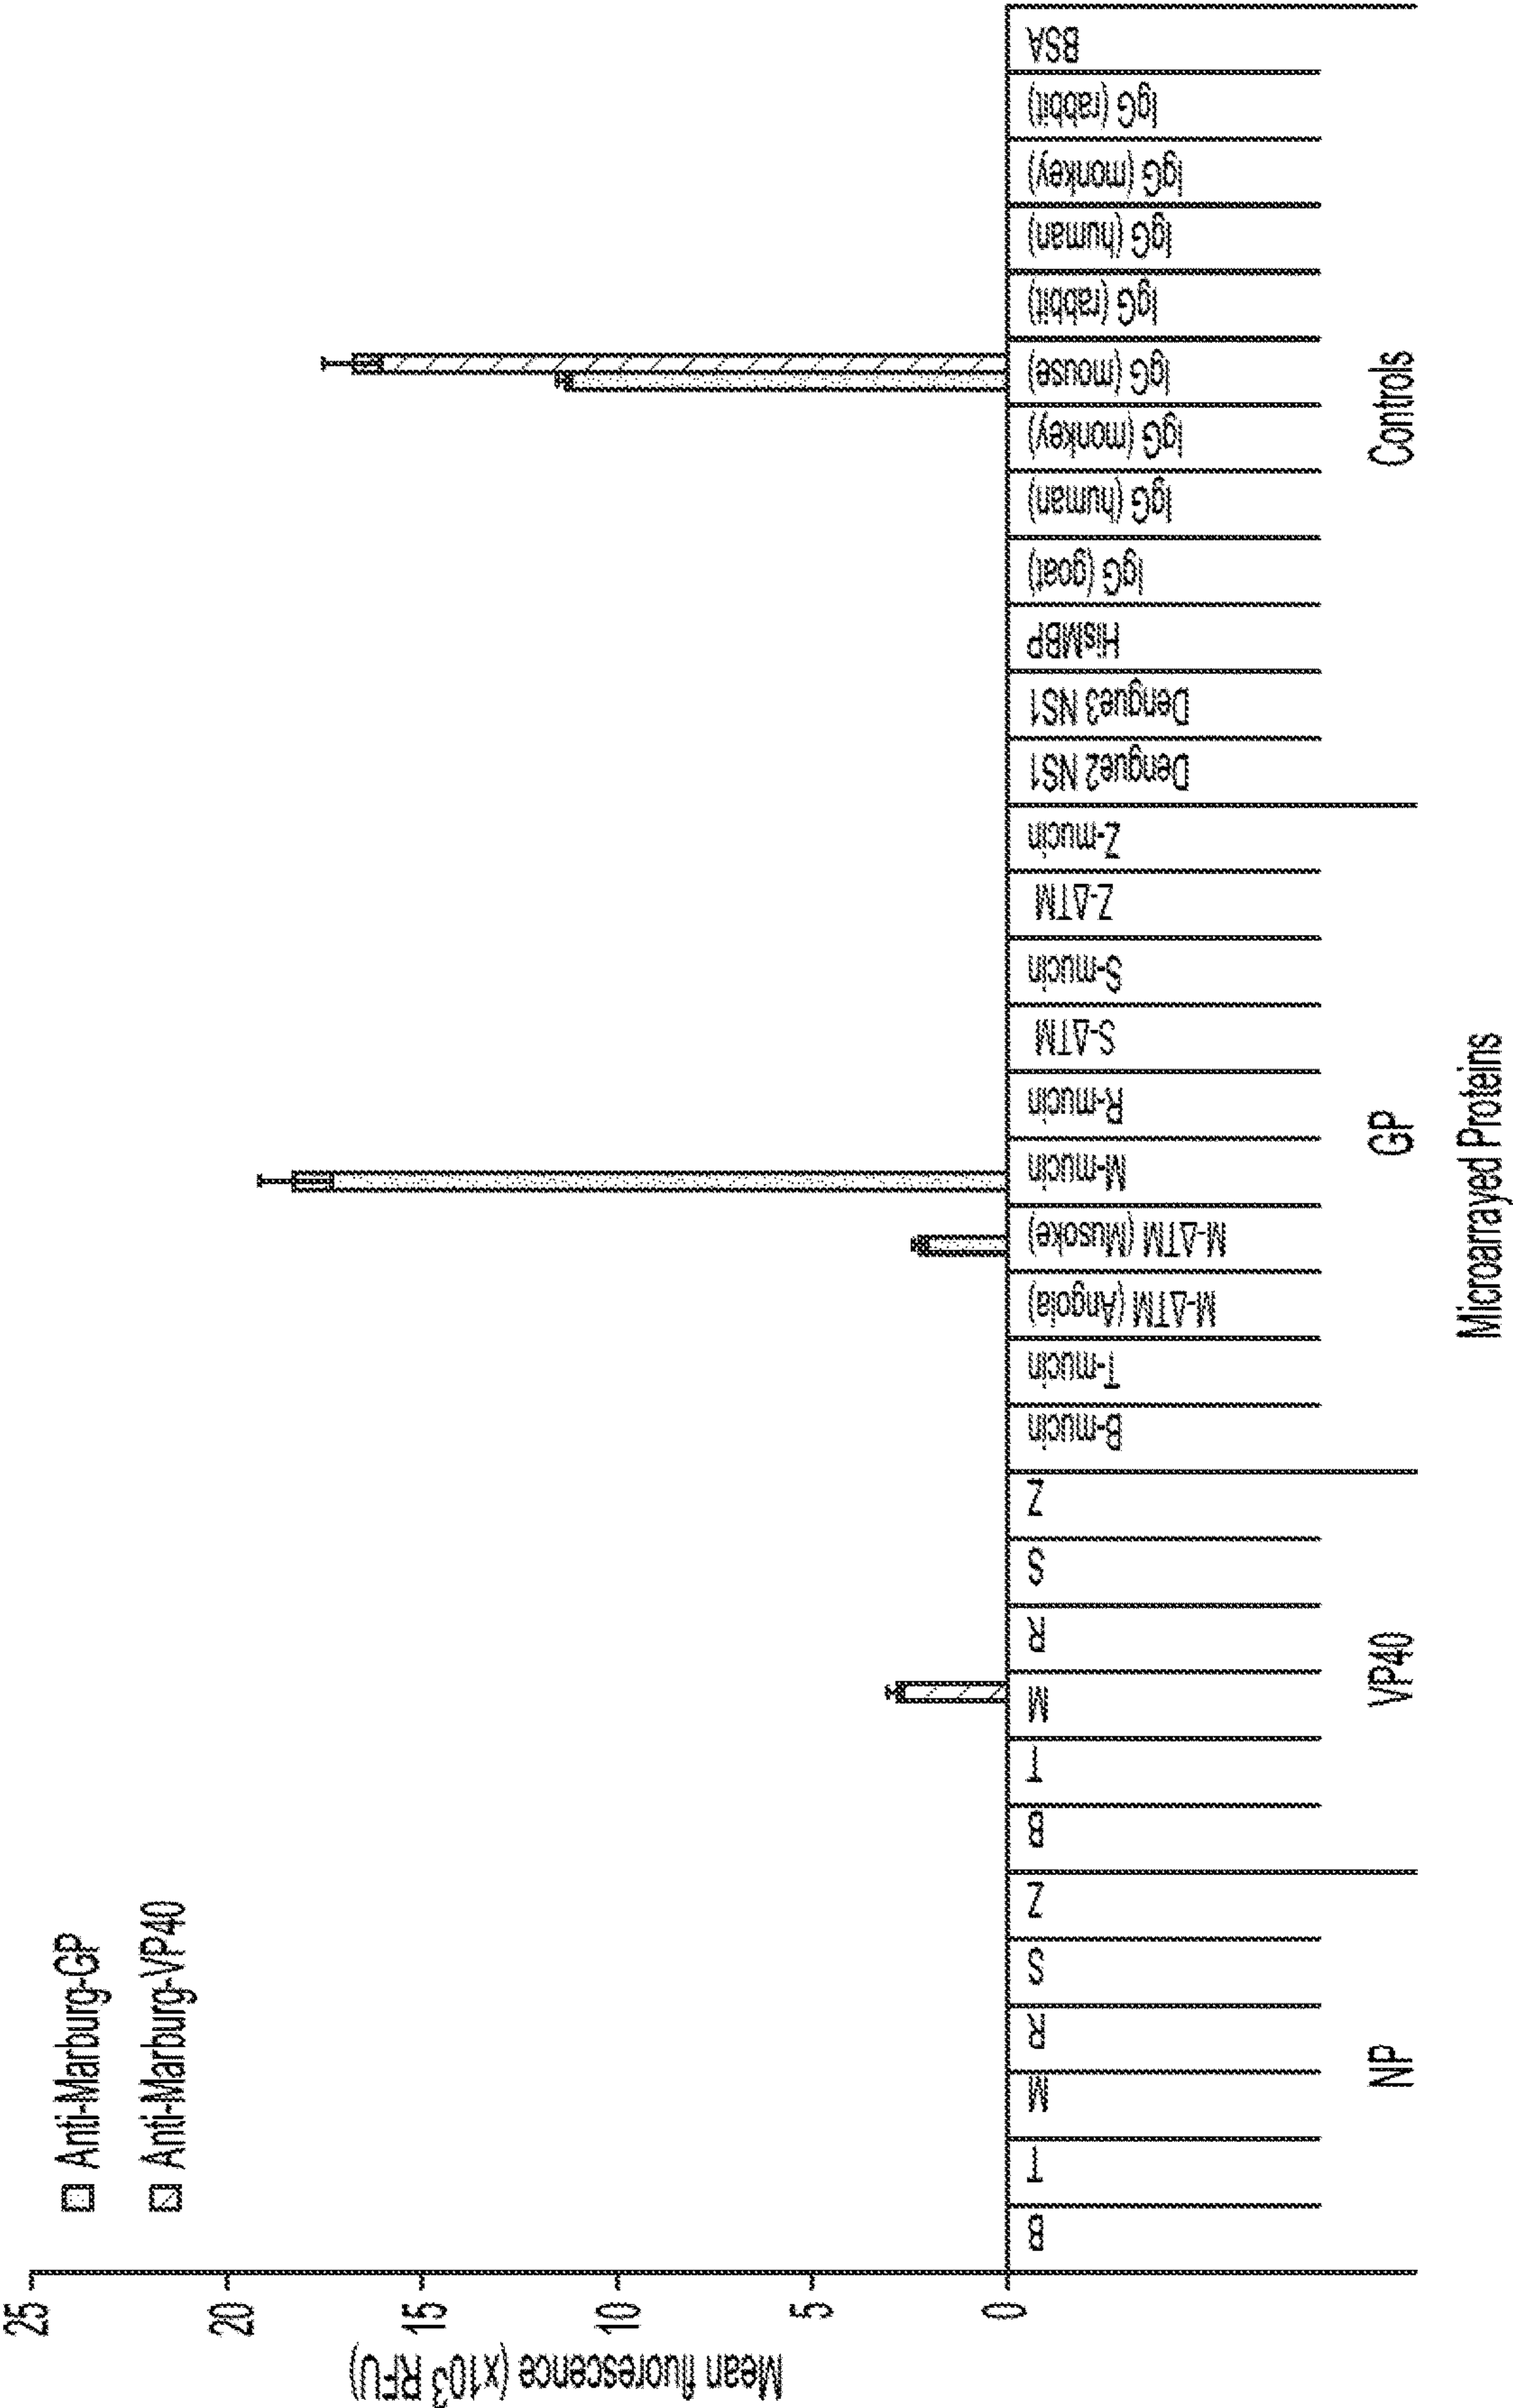 Anti-Marburg-GP
Anti-Marburg-VP40
Mean fluorescence (x10³ RFU)
25
20
15
10
5
0
B
T
M
R
S
Z
B
T
M
R
S
Z
B-mucin
T-mucin
M-ΔTM (Angola)
M-ΔTM (Musoke)
M-mucin
R-mucin
S-ΔTM
S-mucin
Z-ΔTM
Z-mucin
Dengue2 NS1
Dengue3 NS1
HisMBP
IgG (goat)
IgG (human)
IgG (monkey)
IgG (mouse)
IgG (rabbit)
IgG (human)
IgG (monkey)
IgG (rabbit)
BSA
NP
VP40
GP
Controls
Microarrayed Proteins